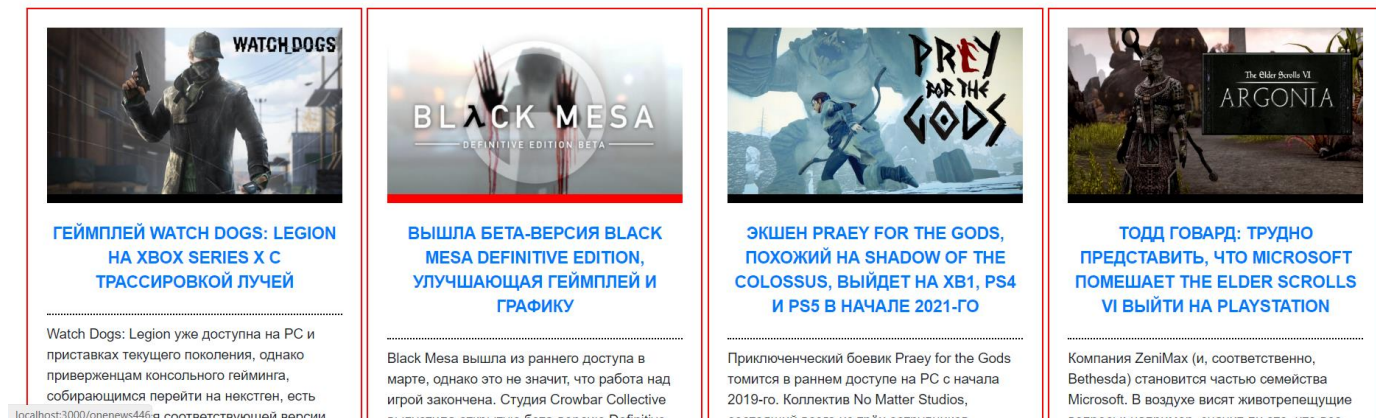 WATCH_DOGS
ГЕЙМПЛЕЙ WATCH DOGS: LEGION
НА XBOX SERIES X С
ТРАССИРОВКОЙ ЛУЧЕЙ
Watch Dogs: Legion уже доступна на PC и
приставках текущего поколения, однако
приверженцам консольного гейминга,
собирающимся перейти на некстген, есть
соответствующей версии
localhost:3000/opennews446
BLACK MESA
DEFINITIVE EDITION BETA
ВЫШЛА БЕТА-ВЕРСИЯ BLACK
MESA DEFINITIVE EDITION,
УЛУЧШАЮЩАЯ ГЕЙМПЛЕЙ И
ГРАФИКУ
Black Mesa вышла из раннего доступа в
марте, однако это не значит, что работа над
игрой закончена. Студия Crowbar Collective
PREY
FOR THE
GODS
ЭКШЕН PRAEY FOR THE GODS,
ПОХОЖИЙ НА SHADOW OF THE
COLOSSUS, ВЫЙДЕТ НА XB1, PS4
И PS5 В НАЧАЛЕ 2021-ГО
Приключенческий боевик Praey for the Gods
томится в раннем доступе на PC с начала
2019-го. Коллектив No Matter Studios,
The Elder Scrolls VI
ARGONIA
ТОДД ГОВАРД: ТРУДНО
ПРЕДСТАВИТЬ, ЧТО MICROSOFT
ПОМЕШАЕТ THE ELDER SCROLLS
VI ВЫЙТИ НА PLAYSTATION
Компания ZeniMax (и, соответственно,
Bethesda) становится частью семейства
Microsoft. В воздухе висят животрепещущие